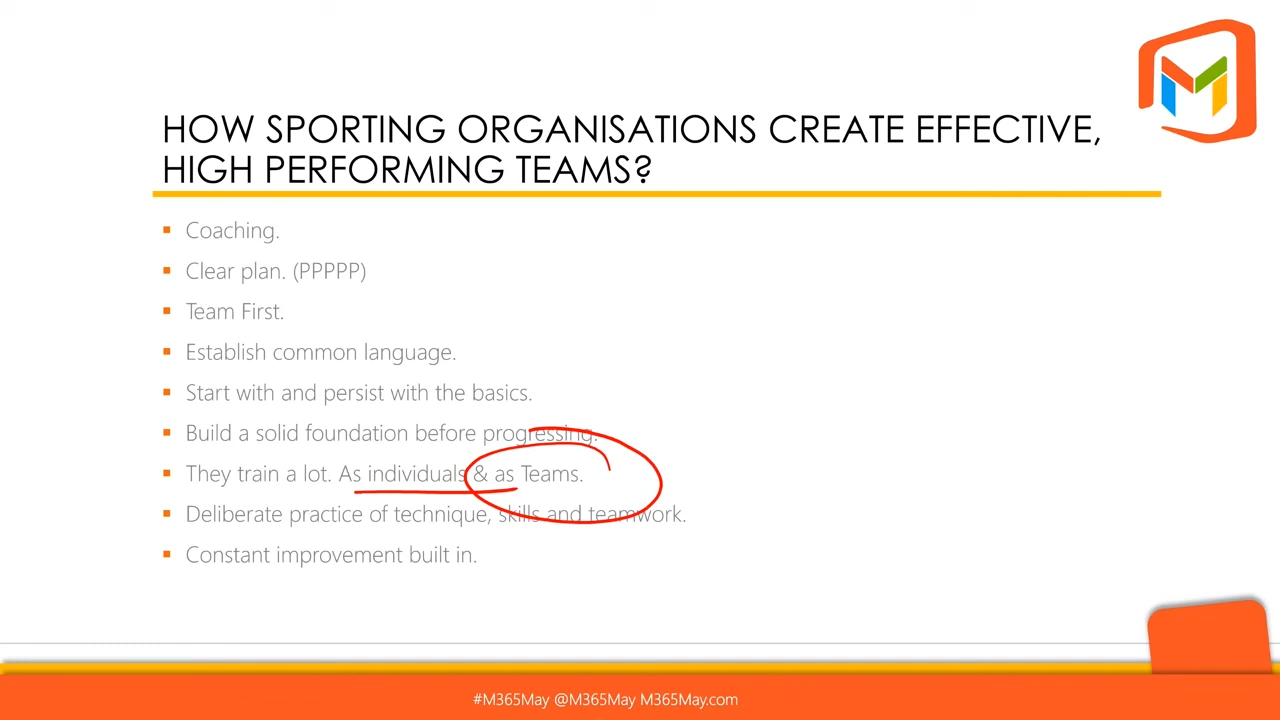 HOW SPORTING ORGANISATIONS CREATE EFFECTIVE,
HIGH PERFORMING TEAMS?
Coaching.
Clear plan. (PPPPP)
Team First.
Establish common language.
Start with and persist with the basics.
Build a solid foundation before progressing.
They train a lot. As individuals & as Teams.
Deliberate practice of technique, skills and teamwork.
Constant improvement built in.
#M365May @M365May M365May.com